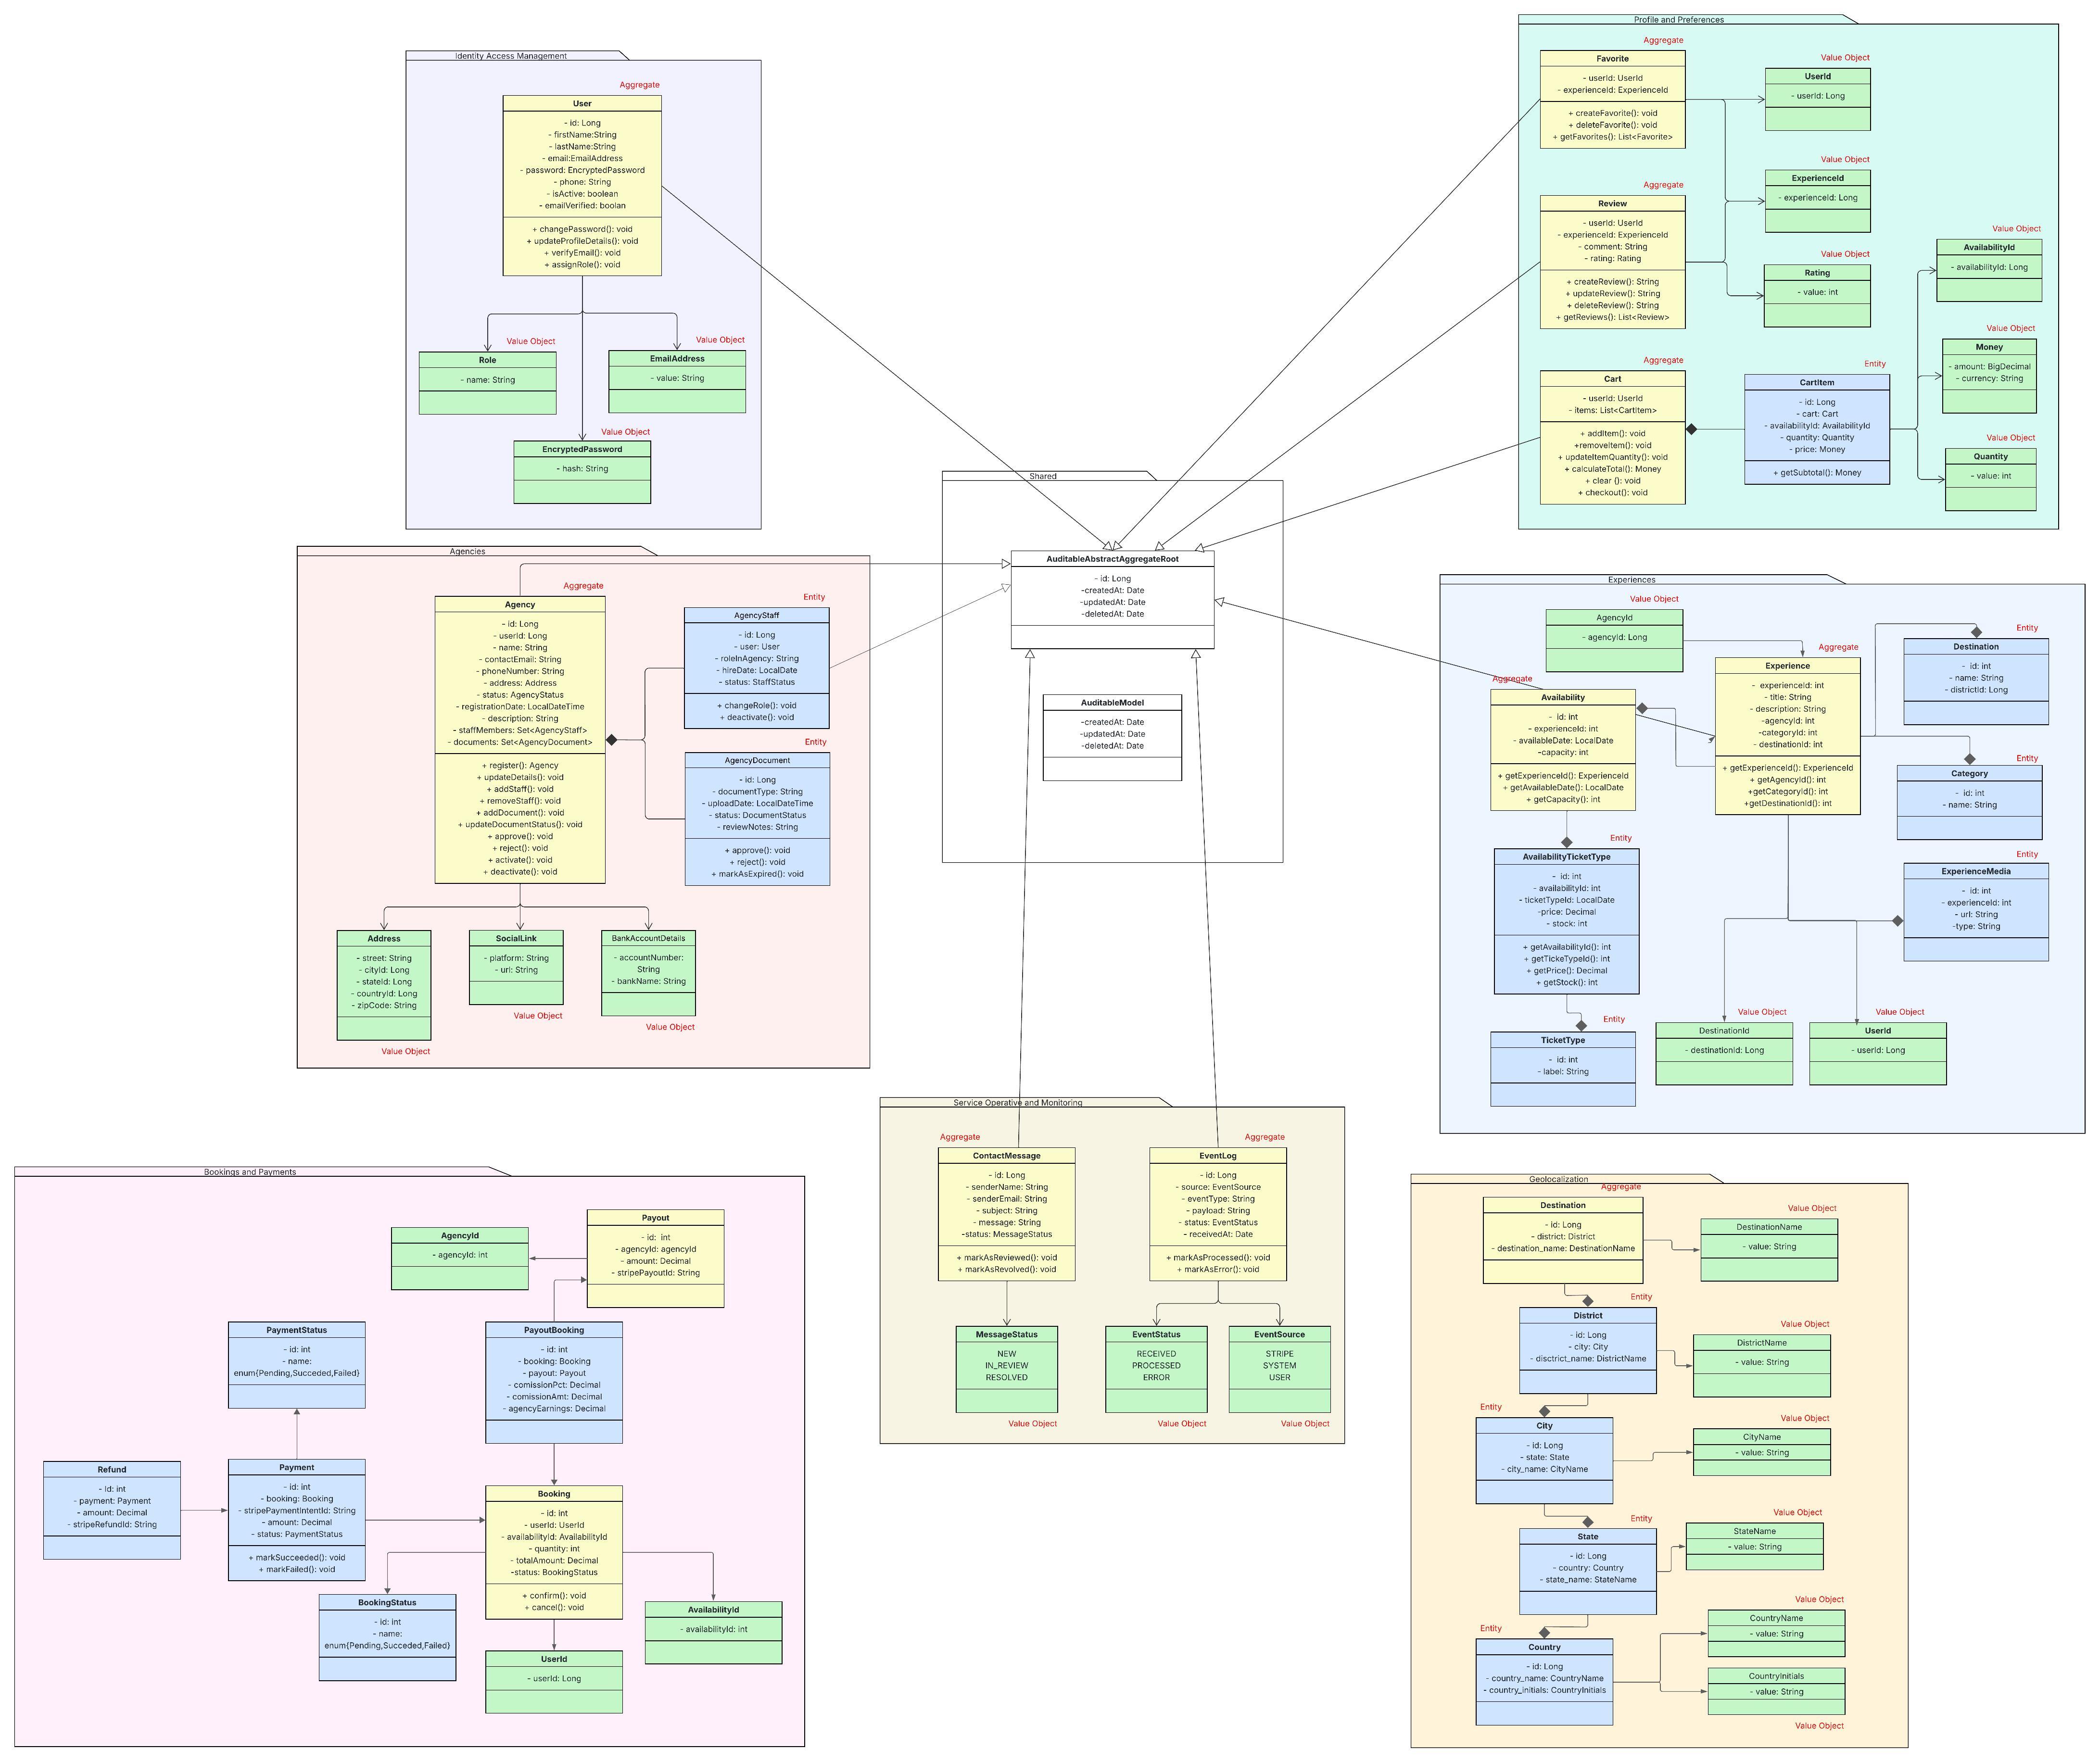 Identity Access Management
Aggregate
User
- id: Long
- firstName:String
- lastName:String
- email:EmailAddress
- password: EncryptedPassword
- phone: String
- isActive: boolean
- emailVerified: boolan
+ changePassword(): void
+ updateProfileDetails(): void
+ verifyEmail(): void
+ assignRole(): void
Value Object
Role
- name: String
Value Object
EmailAddress
- value: String
Value Object
EncryptedPassword
- hash: String
Profile and Preferences
Aggregate
Favorite
- userId: UserId
- experienceId: ExperienceId
+ createFavorite(): void
+ deleteFavorite(): void
+ getFavorites(): List<Favorite>
Value Object
UserId
- userId: Long
Value Object
ExperienceId
- experienceId: Long
Aggregate
Review
- userId: UserId
- experienceId: ExperienceId
- comment: String
- rating: Rating
+ createReview(): String
+ updateReview(): String
+ deleteReview(): String
+ getReviews(): List<Review>
Value Object
Rating
- value: int
Value Object
AvailabilityId
- availabilityId: Long
Value Object
Money
- amount: BigDecimal
- currency: String
Value Object
Quantity
- value: int
Aggregate
Cart
- userId: UserId
- items: List<CartItem>
+ addItem(): void
+removeItem(): void
+ updateItemQuantity(): void
+ calculateTotal(): Money
+ clear (): void
+ checkout(): void
Entity
CartItem
- id: Long
- cart: Cart
- availabilityId: AvailabilityId
- quantity: Quantity
- price: Money
+ getSubtotal(): Money
Shared
AuditableAbstractAggregateRoot
- id: Long
-createdAt: Date
-updatedAt: Date
-deletedAt: Date
AuditableModel
-createdAt: Date
-updatedAt: Date
-deletedAt: Date
Agencies
Aggregate
Agency
- id: Long
- userId: Long
- name: String
- contactEmail: String
- phoneNumber: String
- address: Address
- status: AgencyStatus
- registrationDate: LocalDateTime
- description: String
- staffMembers: Set<AgencyStaff>
- documents: Set<AgencyDocument>
+ register(): Agency
+ updateDetails(): void
+ addStaff(): void
+ removeStaff(): void
+ addDocument(): void
+ updateDocumentStatus(): void
+ approve(): void
+ reject(): void
+ activate(): void
+ deactivate(): void
Entity
AgencyStaff
- id: Long
- user: User
- roleInAgency: String
- hireDate: LocalDate
- status: StaffStatus
+ changeRole(): void
+ deactivate(): void
Entity
AgencyDocument
- id: Long
- documentType: String
- uploadDate: LocalDateTime
- status: DocumentStatus
- reviewNotes: String
+ approve(): void
+ reject(): void
+ markAsExpired(): void
Address
- street: String
- cityId: Long
- stateId: Long
- countryId: Long
- zipCode: String
Value Object
SocialLink
- platform: String
- url: String
Value Object
BankAccountDetails
- accountNumber:
String
- bankName: String
Value Object
Experiences
Value Object
AgencyId
- agencyId: Long
Aggregate
Experience
- experienceId: int
- title: String
- description: String
-agencyId: int
-categoryId: int
- destinationId: int
+ getExperienceId(): ExperienceId
+ getAgencyId(): int
+getCategoryId(): int
+getDestinationId(): int
Entity
Destination
- id: int
- name: String
- districtId: Long
Aggregate
Availability
- id: int
- experienceId: int
- availableDate: LocalDate
-capacity: int
+ getExperienceId(): ExperienceId
+ getAvailableDate(): LocalDate
+ getCapacity(): int
Entity
Category
- id: int
- name: String
Entity
AvailabilityTicketType
- id: int
- availabilityId: int
- ticketTypeId: LocalDate
-price: Decimal
- stock: int
+ getAvailabilityId(): int
+ getTickeTypeId(): Int
+ getPrice(): Decimal
+ getStock(): int
Entity
ExperienceMedia
- id: int
- experienceId: int
- url: String
-type: String
Entity
TicketType
- id: int
- label: String
Value Object
DestinationId
- destinationId: Long
Value Object
UserId
- userId: Long
Service Operative and Monitoring
Aggregate
ContactMessage
- id: Long
- senderName: String
- senderEmail: String
- subject: String
- message: String
-status: MessageStatus
+ markAsReviewed(): void
+ markAsRevolved(): void
Aggregate
EventLog
- id: Long
- source: EventSource
- eventType: String
- payload: String
- status: EventStatus
- receivedAt: Date
+ markAsProcessed(): void
+ markAsError(): void
MessageStatus
NEW
IN_REVIEW
RESOLVED
Value Object
EventStatus
RECEIVED
PROCESSED
ERROR
Value Object
EventSource
STRIPE
SYSTEM
USER
Value Object
Bookings and Payments
AgencyId
- agencyId: int
Payout
- id: int
- agencyId: agencyId
- amount: Decimal
- stripePayoutId: String
PaymentStatus
- id: int
- name:
enum{Pending,Succeded,Failed}
PayoutBooking
- id: int
- booking: Booking
- payout: Payout
- comissionPct: Decimal
- comissionAmt: Decimal
- agencyEarnings: Decimal
Refund
- Id: int
- payment: Payment
- amount: Decimal
- stripeRefundId: String
Payment
- id: int
- booking: Booking
- stripePaymentIntentId: String
- amount: Decimal
- status: PaymentStatus
+ markSucceeded(): void
+ markFailed(): void
Booking
- id: int
- userId: UserId
- availabilityId: AvailabilityId
- quantity: int
- totalAmount: Decimal
-status: BookingStatus
+ confirm(): void
+ cancel(): void
BookingStatus
- id: int
- name:
enum{Pending,Succeded,Failed}
AvailabilityId
- availabilityId: int
UserId
- userId: Long
Geolocalization
Aggregate
Destination
- id: Long
- district: District
- destination_name: DestinationName
Value Object
DestinationName
- value: String
Entity
District
- id: Long
- city: City
- disctrict_name: DistrictName
Value Object
DistrictName
- value: String
Entity
City
- id: Long
- state: State
- city_name: CityName
Value Object
CityName
- value: String
Entity
State
- id: Long
- country: Country
- state_name: StateName
Value Object
StateName
- value: String
Entity
Country
- id: Long
- country_name: CountryName
- country_initials: CountryInitials
Value Object
CountryName
- value: String
CountryInitials
- value: String
Value Object